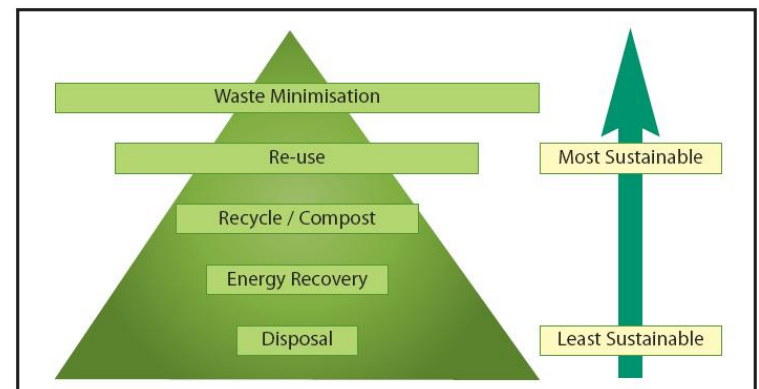 Waste Minimisation
Re-use
Most Sustainable
Recycle / Compost
Energy Recovery
Disposal
Least Sustainable